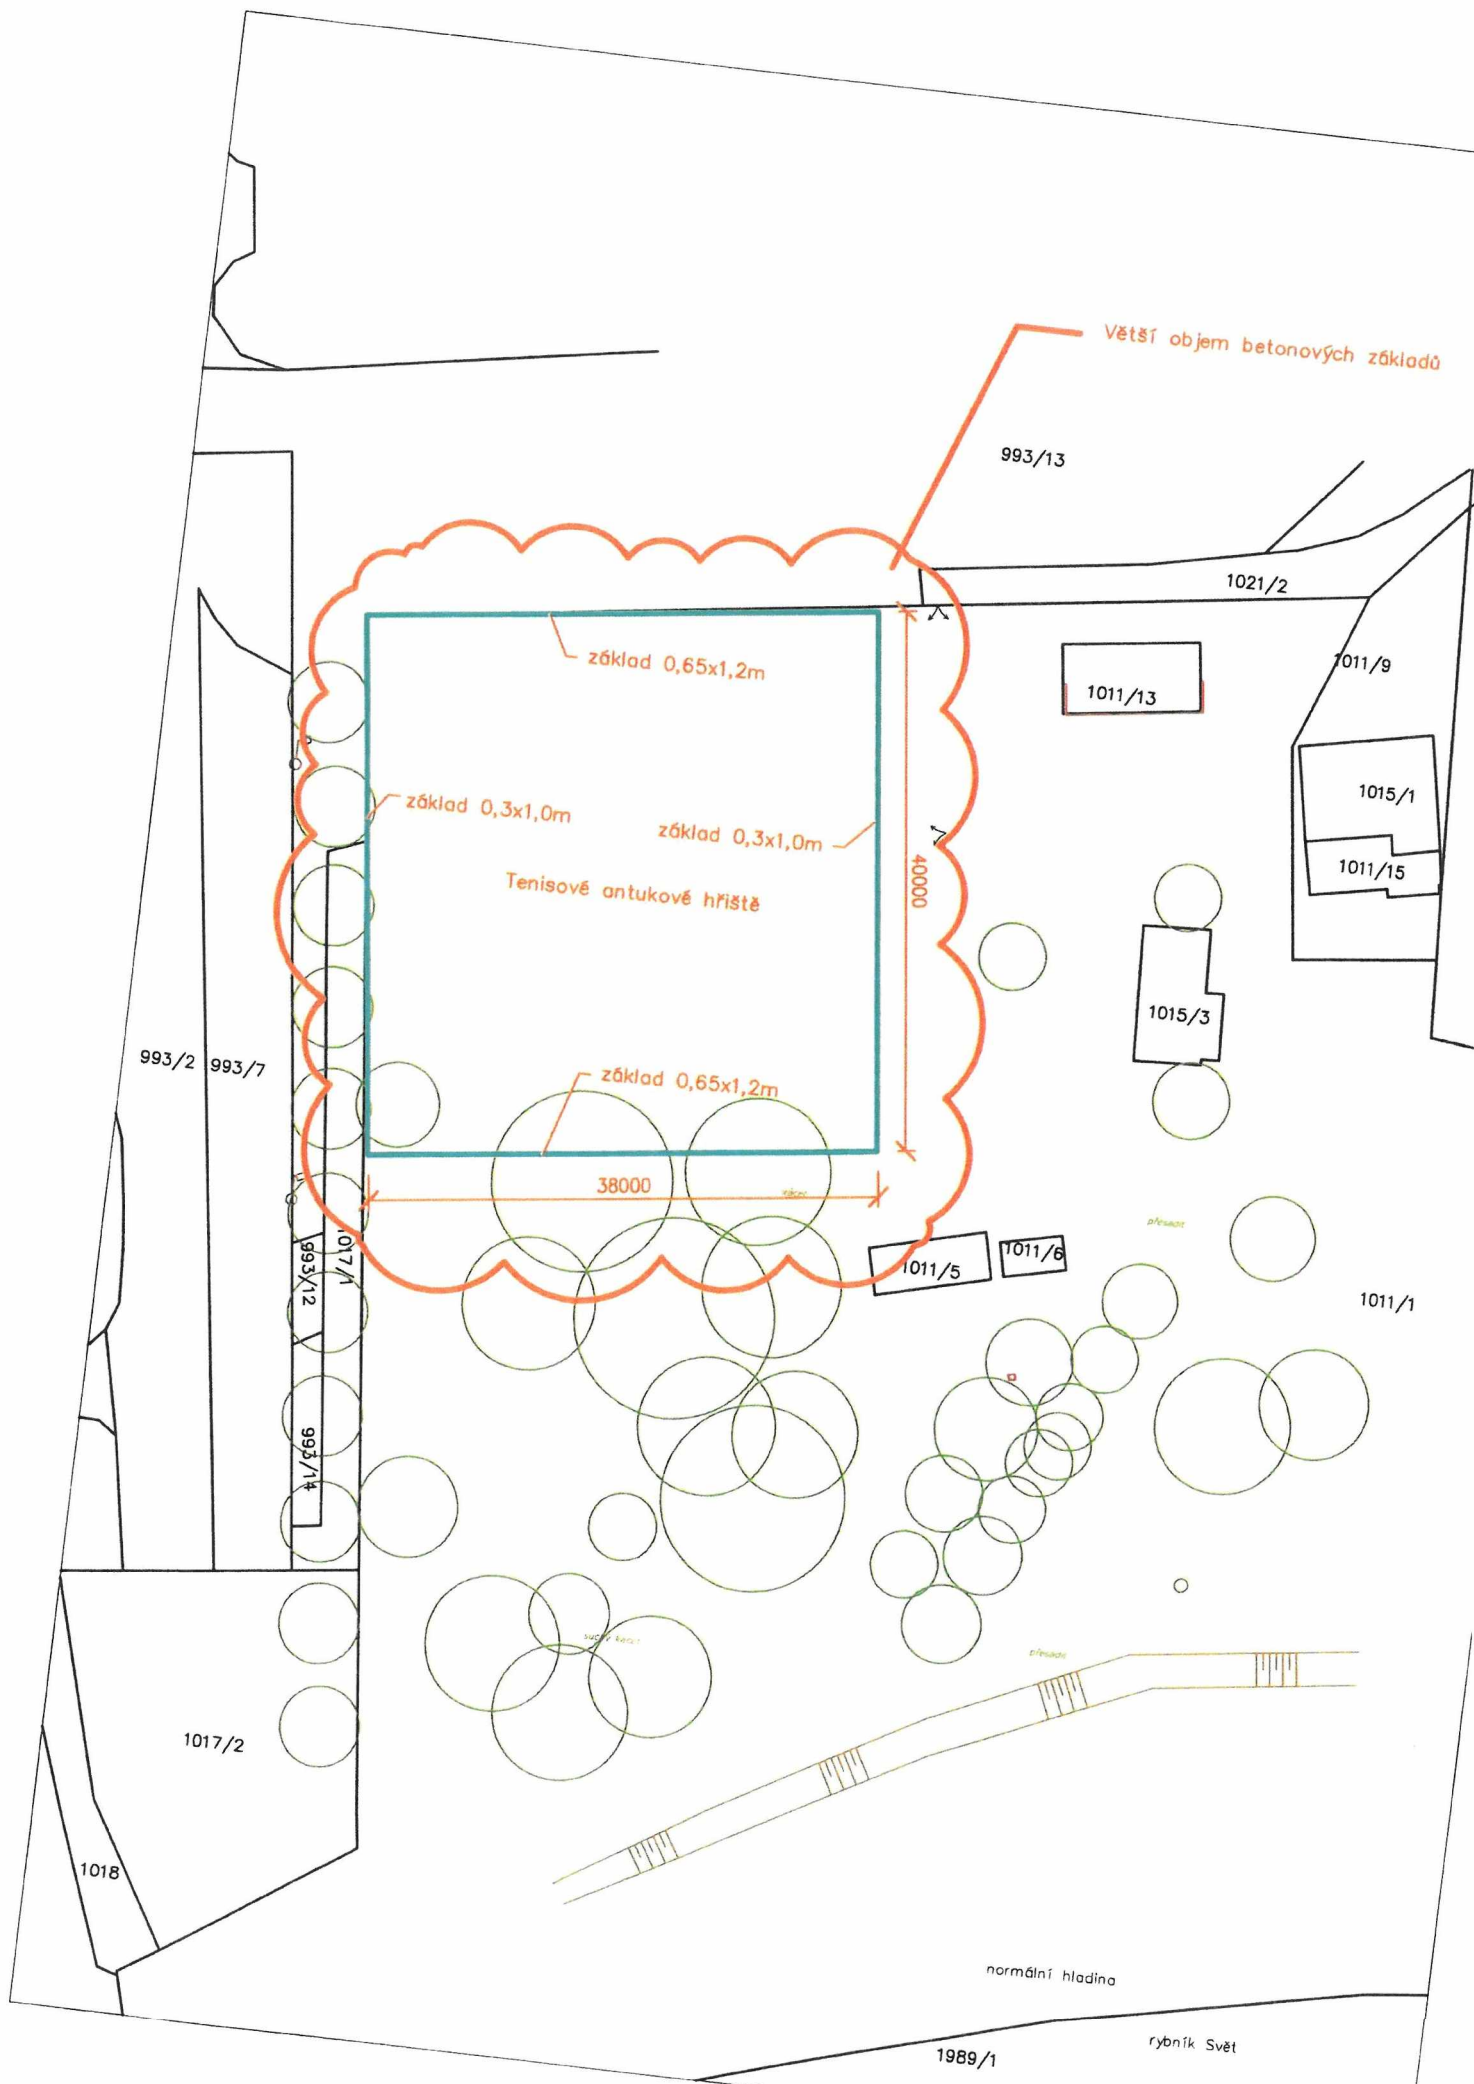 Větší objem betonových základů
993/13
1021/2
1011/9
základ 0,65x1,2m
1011/13
základ 0,3x1,0m
základ 0,3x1,0m
1015/1
1011/15
40000
Tenisové antukové hřiště
1015/3
993/2
993/7
základ 0,65x1,2m
38000
přesadit
1017/1
993/12
1011/5
1011/6
1011/1
993/14
přesadit
1017/2
1018
normální hladina
rybník Svět
1989/1